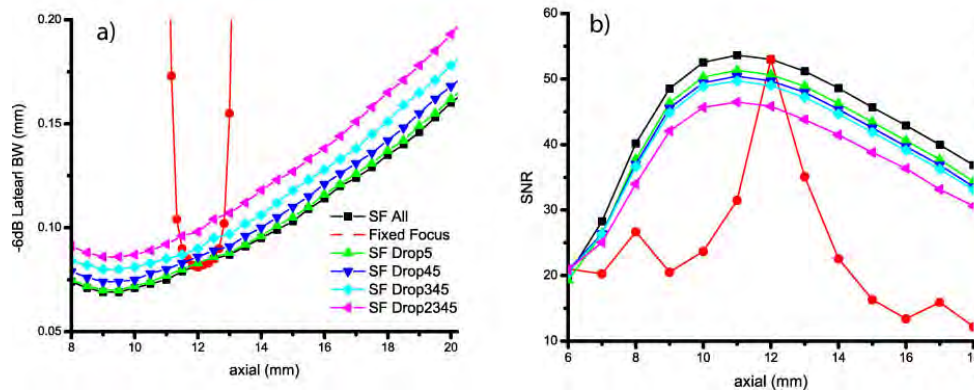 a)
-6dB Latearl BW (mm)
0.20
0.15
0.10
0.05
8 10 12 14 16 18 20
axial (mm)
SF All
Fixed Focus
SF Drop5
SF Drop45
SF Drop345
SF Drop2345
b)
SNR
60
50
40
30
20
10
6 8 10 12 14 16 18
axial (mm)